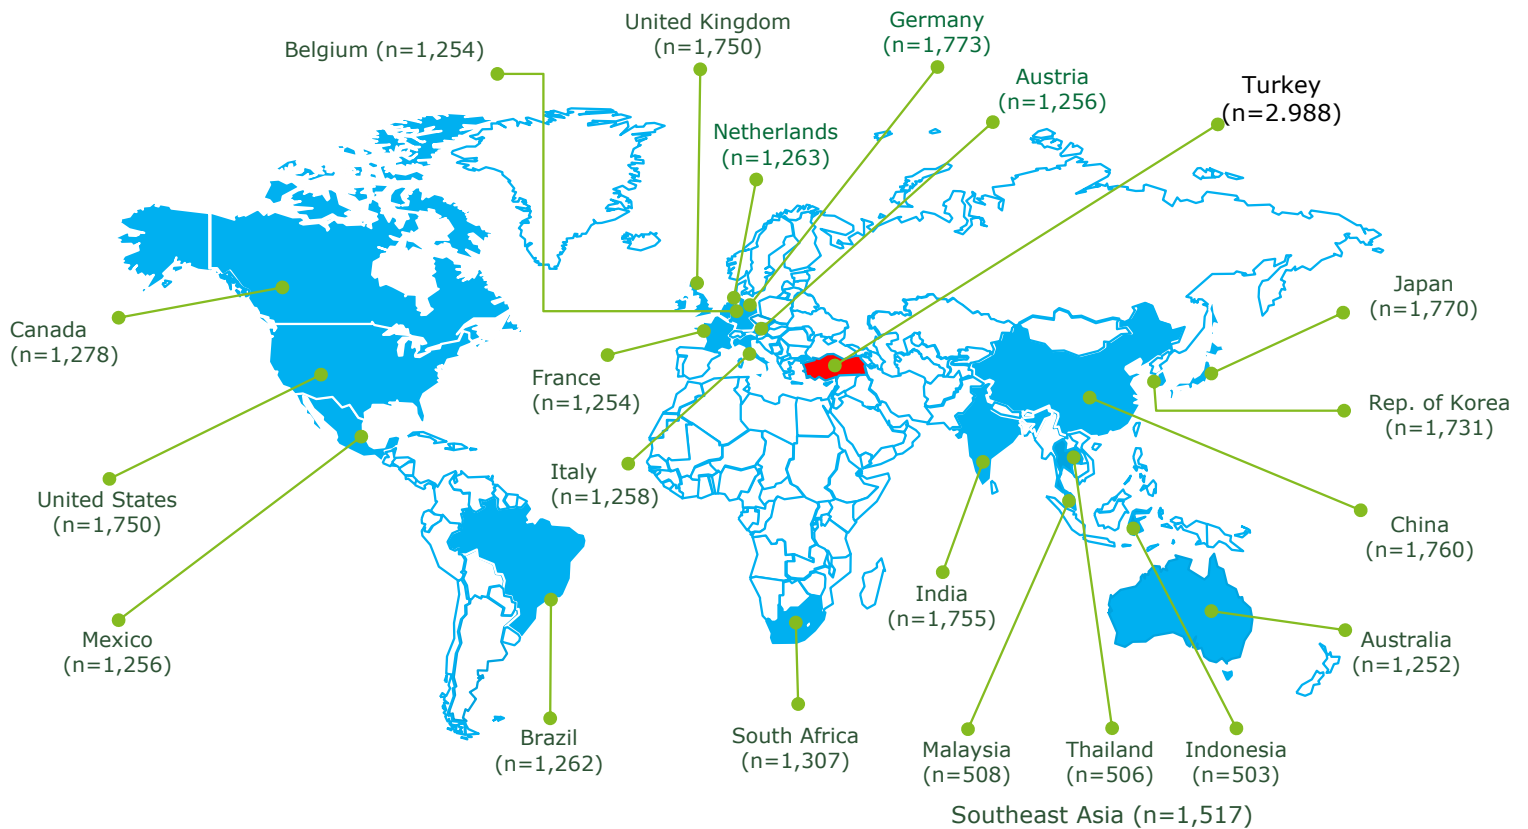 United Kingdom
(n=1,750)
Germany
(n=1,773)
Belgium (n=1,254)
Austria
(n=1,256)
Turkey
(n=2.988)
Netherlands
(n=1,263)
Japan
(n=1,770)
Canada
(n=1,278)
France
(n=1,254)
Rep. of Korea
(n=1,731)
Italy
(n=1,258)
United States
(n=1,750)
China
(n=1,760)
India
(n=1,755)
Mexico
(n=1,256)
Australia
(n=1,252)
Brazil
(n=1,262)
South Africa
(n=1,307)
Malaysia
(n=508)
Thailand
(n=506)
Indonesia
(n=503)
Southeast Asia (n=1,517)